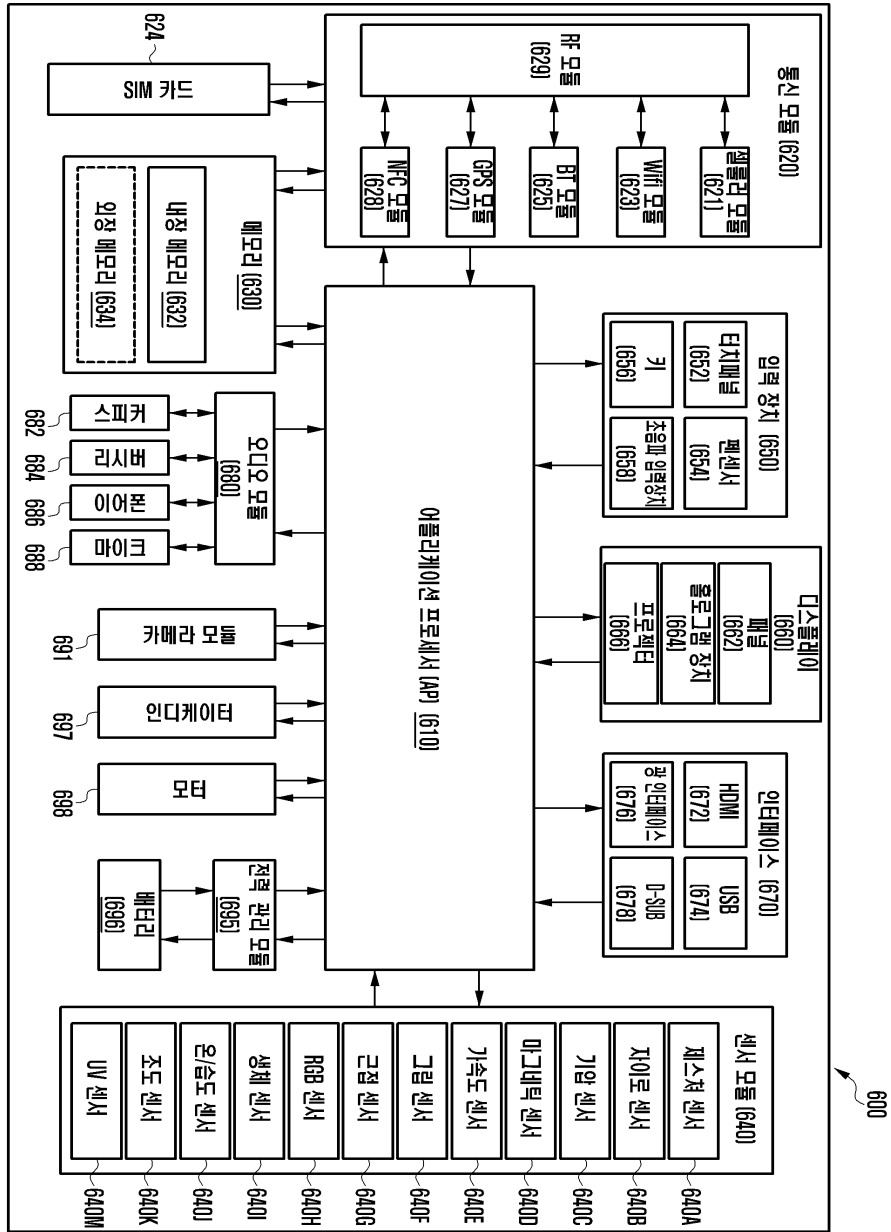 600
통신 모듈 (620)
셀룰러 모듈
(621)
Wifi 모듈
(623)
BT 모듈
(625)
GPS 모듈
(627)
NFC 모듈
(628)
RF 모듈
(629)
SIM 카드
624
메모리 (630)
내장 메모리 (632)
외장 메모리 (634)
입력 장치 (650)
터치패널
(652)
펜센서
(654)
키
(656)
초음파 입력장치
(658)
디스플레이
(660)
패널
(662)
홀로그램 장치
(664)
프로젝터
(666)
인터페이스 (670)
HDMI
(672)
USB
(674)
광 인터페이스
(676)
D-SUB
(678)
어플리케이션 프로세서 (AP) (610)
오디오 모듈
(680)
스피커
682
리시버
684
이어폰
686
마이크
688
카메라 모듈
691
인디케이터
697
모터
698
전력 관리 모듈
(695)
배터리
(696)
센서 모듈 (640)
제스쳐 센서
640A
자이로 센서
640B
기압 센서
640C
마그네틱 센서
640D
가속도 센서
640E
그립 센서
640F
근접 센서
640G
RGB 센서
640H
생체 센서
640I
온/습도 센서
640J
조도 센서
640K
UV 센서
640M